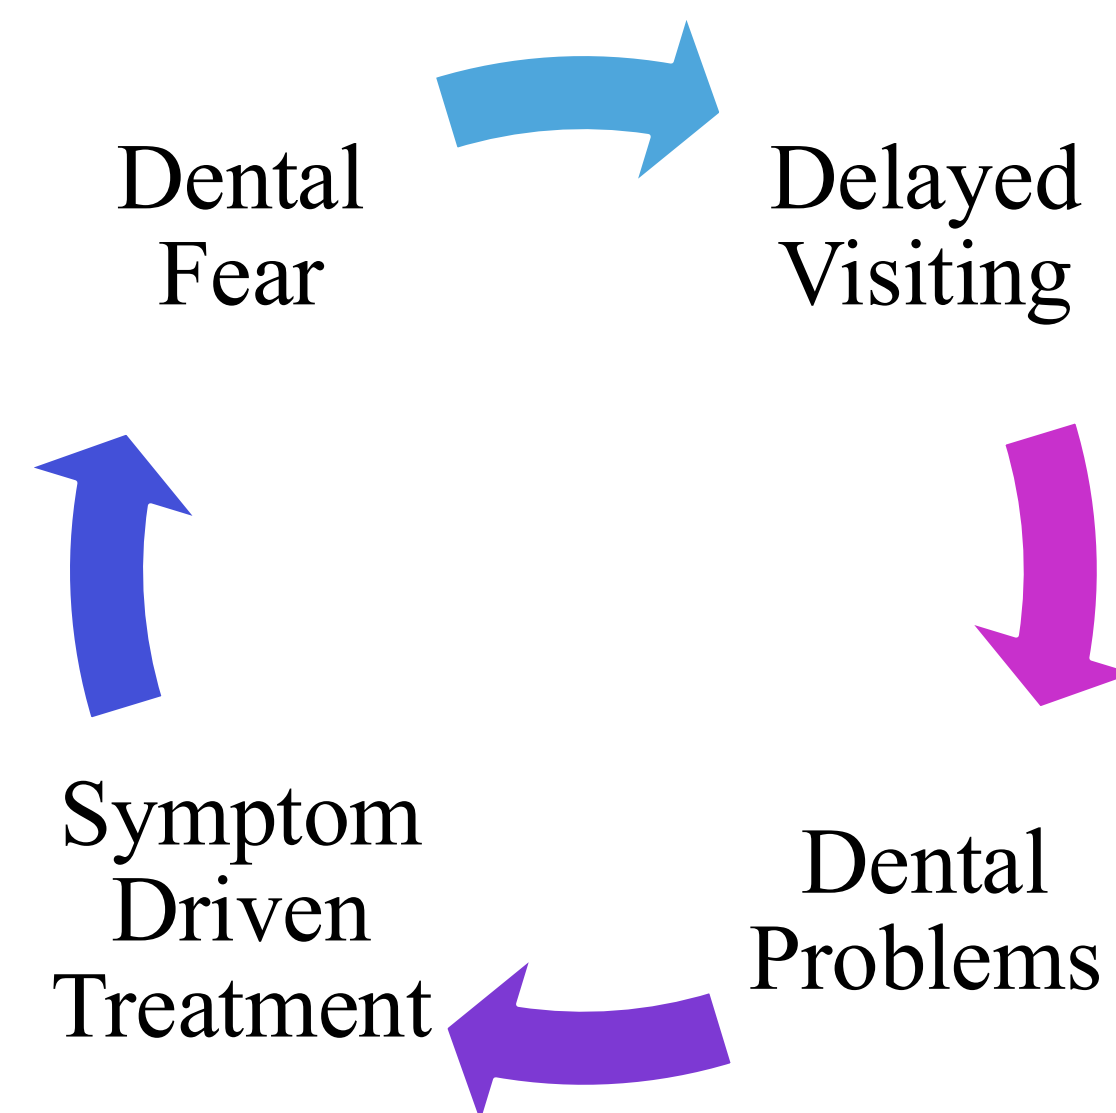 Dental
Fear
Delayed
Visiting
Dental
Problems
Symptom
Driven
Treatment